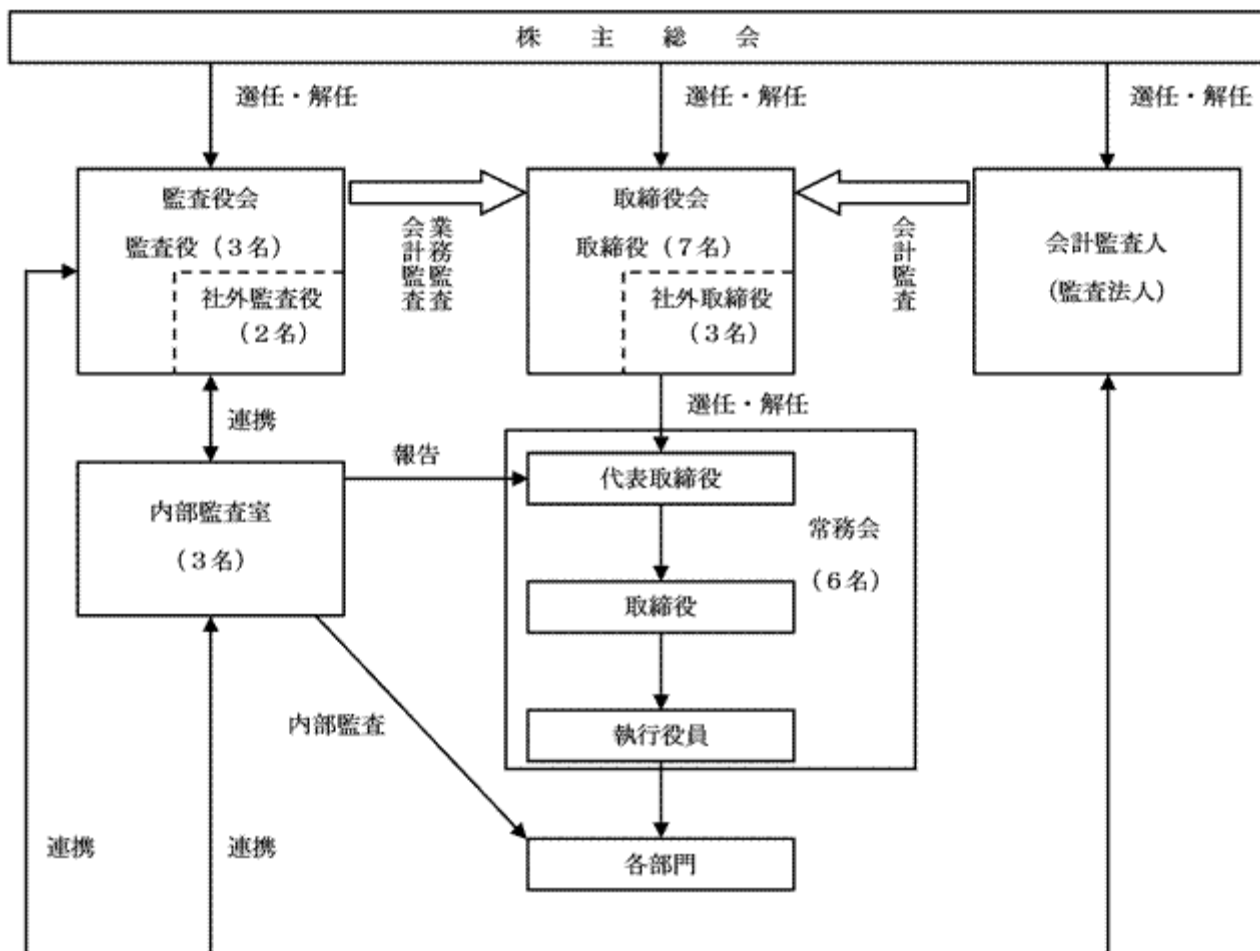 株主総会
選任・解任
選任・解任
選任・解任
監査役会
監査役（３名）
社外監査役
（２名）
業務監査
会計監査
取締役会
取締役（７名）
社外取締役
（３名）
会計監査
会計監査人
（監査法人）
連携
選任・解任
報告
内部監査室
（３名）
代表取締役
常務会
（６名）
取締役
執行役員
内部監査
連携
連携
各部門